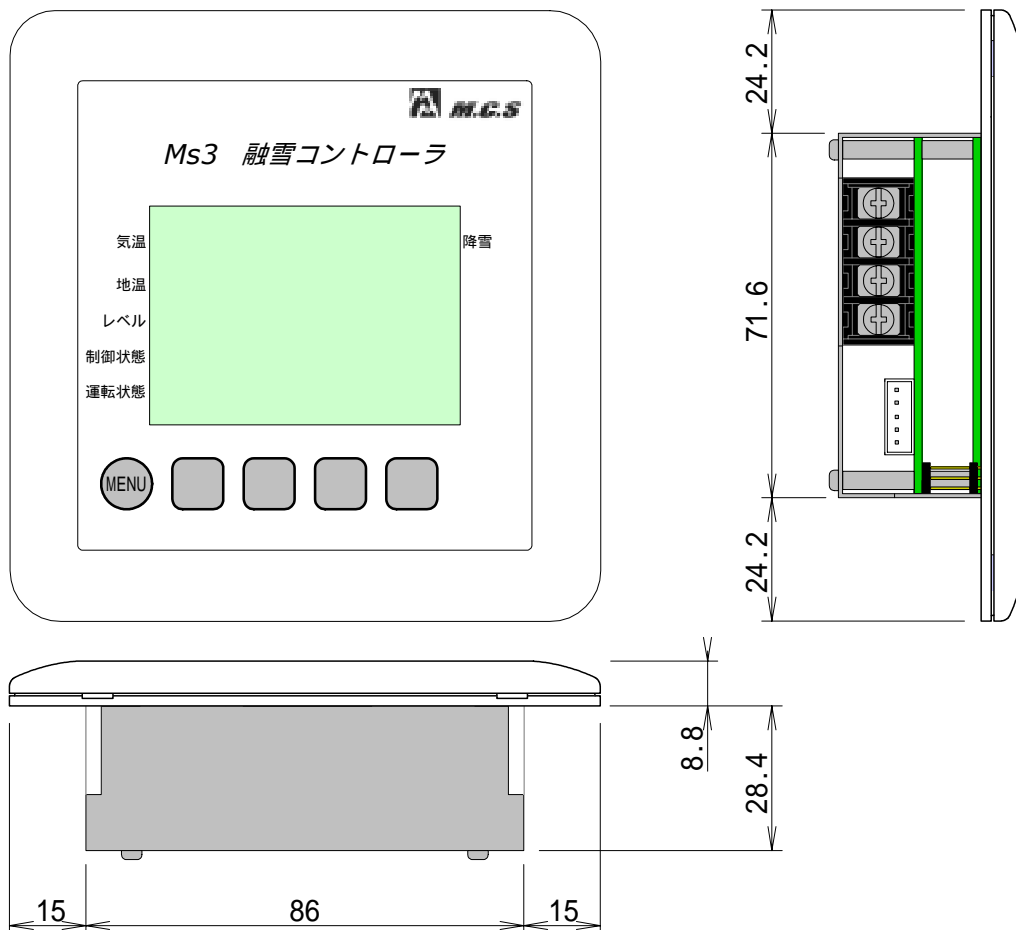 M.C.S
Ms3 融雪コントローラ
気温
降雪
地温
レベル
制御状態
運転状態
MENU
24.2
71.6
24.2
8.8
28.4
15
86
15